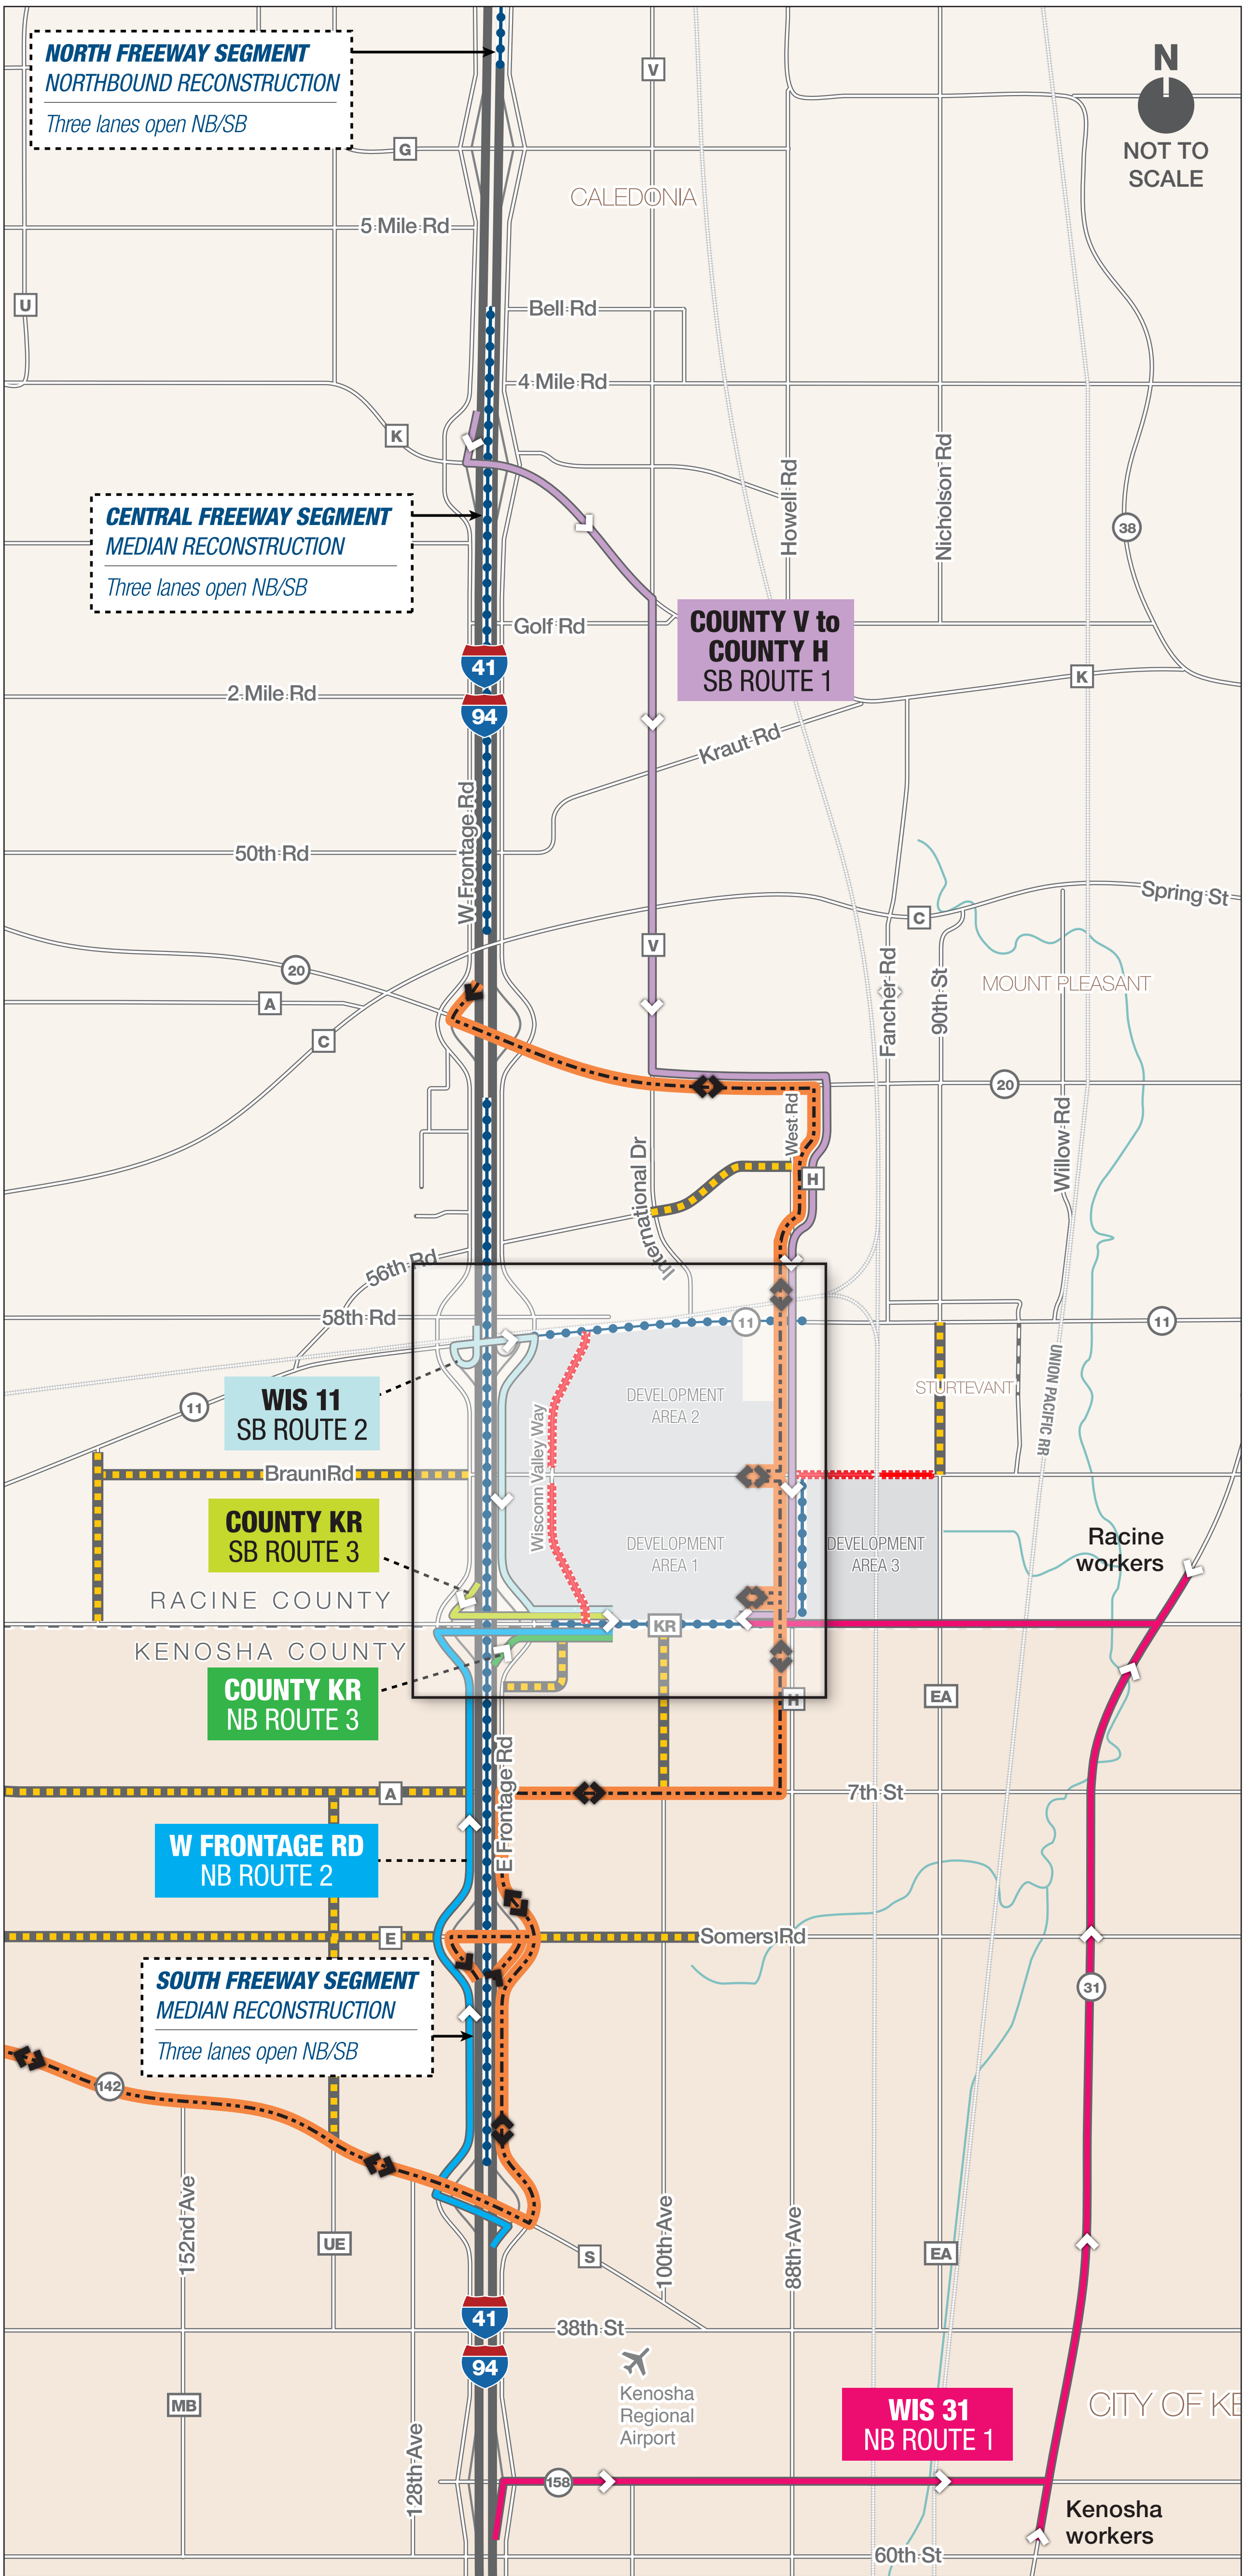 NORTH FREEWAY SEGMENT
NORTHBOUND RECONSTRUCTION
Three lanes open NB/SB
V
N
NOT TO
SCALE
G
CALEDONIA
5 Mile Rd
U
Bell Rd
4 Mile Rd
K
Howell Rd
Nicholson Rd
38
CENTRAL FREEWAY SEGMENT
MEDIAN RECONSTRUCTION
Three lanes open NB/SB
Golf Rd
COUNTY V to
COUNTY H
SB ROUTE 1
41
K
2 Mile Rd
94
Kraut Rd
W Frontage Rd
50th Rd
Spring St
C
V
20
A
Fancher Rd
90th St
MOUNT PLEASANT
C
20
West Rd
Willow Rd
International Dr
H
56th Rd
58th Rd
11
11
WIS 11
SB ROUTE 2
11
DEVELOPMENT
AREA 2
STURTEVANT
UNION PACIFIC RR
Wisconn Valley Way
Braun Rd
COUNTY KR
SB ROUTE 3
DEVELOPMENT
AREA 1
DEVELOPMENT
AREA 3
Racine
workers
RACINE COUNTY
KR
KENOSHA COUNTY
COUNTY KR
NB ROUTE 3
H
EA
E Frontage Rd
A
7th St
W FRONTAGE RD
NB ROUTE 2
E
Somers Rd
SOUTH FREEWAY SEGMENT
MEDIAN RECONSTRUCTION
Three lanes open NB/SB
31
142
152nd Ave
UE
S
100th Ave
88th Ave
EA
41
38th St
94
Kenosha
Regional
Airport
MB
WIS 31
NB ROUTE 1
CITY OF KE
128th Ave
158
Kenosha
workers
60th St